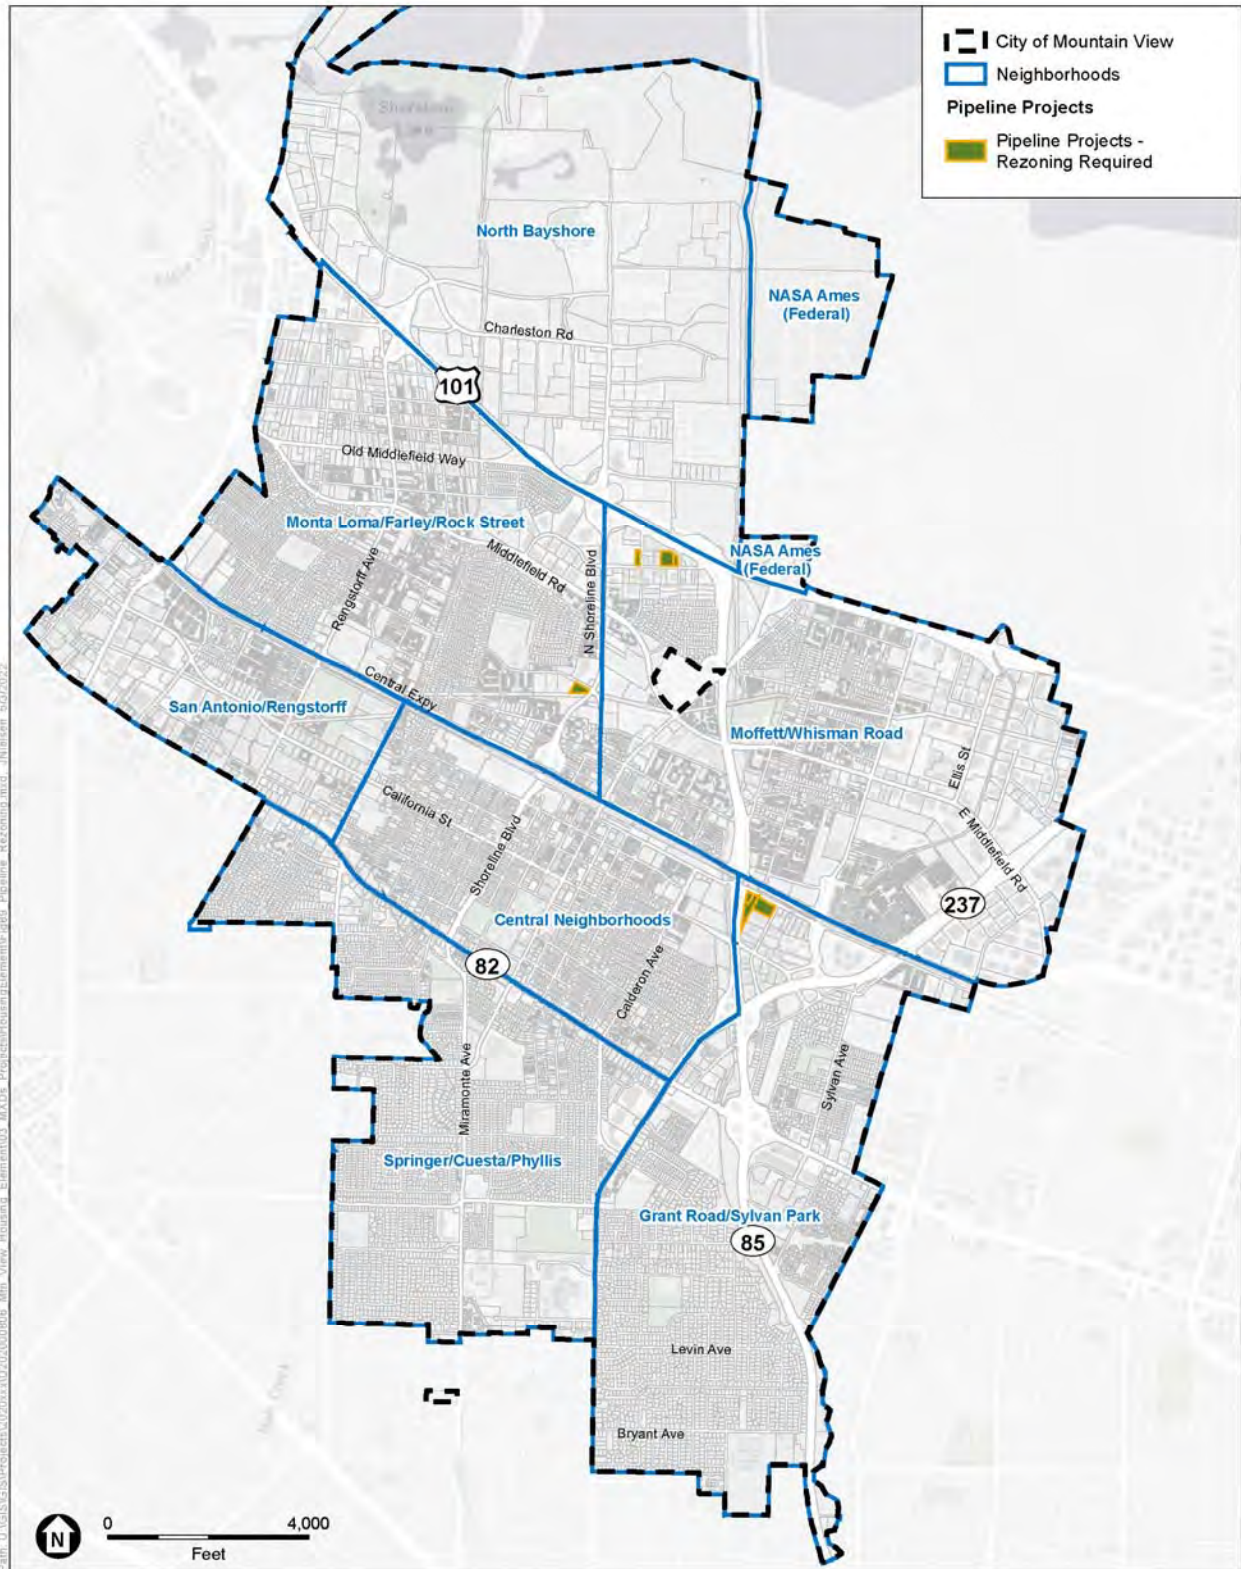 City of Mountain View
Neighborhoods
Pipeline Projects
Pipeline Projects -
Rezoning Required
Shoreline
Lake
North Bayshore
NASA Ames
(Federal)
Charleston Rd
101
Old Middlefield Way
Monta Loma/Farley/Rock Street
Middlefield Rd
Rengstorff Ave
N Shoreline Blvd
NASA Ames
(Federal)
Central Expy
San Antonio/Rengstorff
Moffett/Whisman Road
Ellis St
E Middlefield Rd
California St
Shoreline Blvd
237
Central Neighborhoods
82
Calderon Ave
Miramonte Ave
Sylvan Ave
Springer/Cuesta/Phyllis
Grant Road/Sylvan Park
85
Levin Ave
Bryant Ave
N
0 4,000
Feet